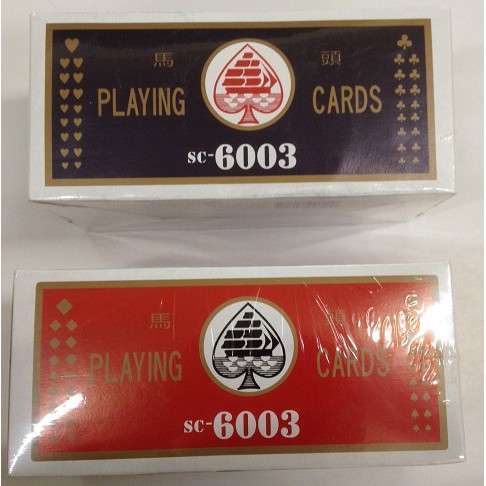 馬 頭
PLAYING CARDS
SC-6003
馬 頭
PLAYING CARDS
SC-6003